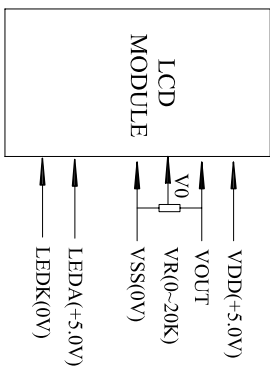 LCD
MODULE
V0
VDD(+5.0V)
VOUT
VR(0~20K)
VSS(0V)
LEDA(+5.0V)
LEDK(0V)